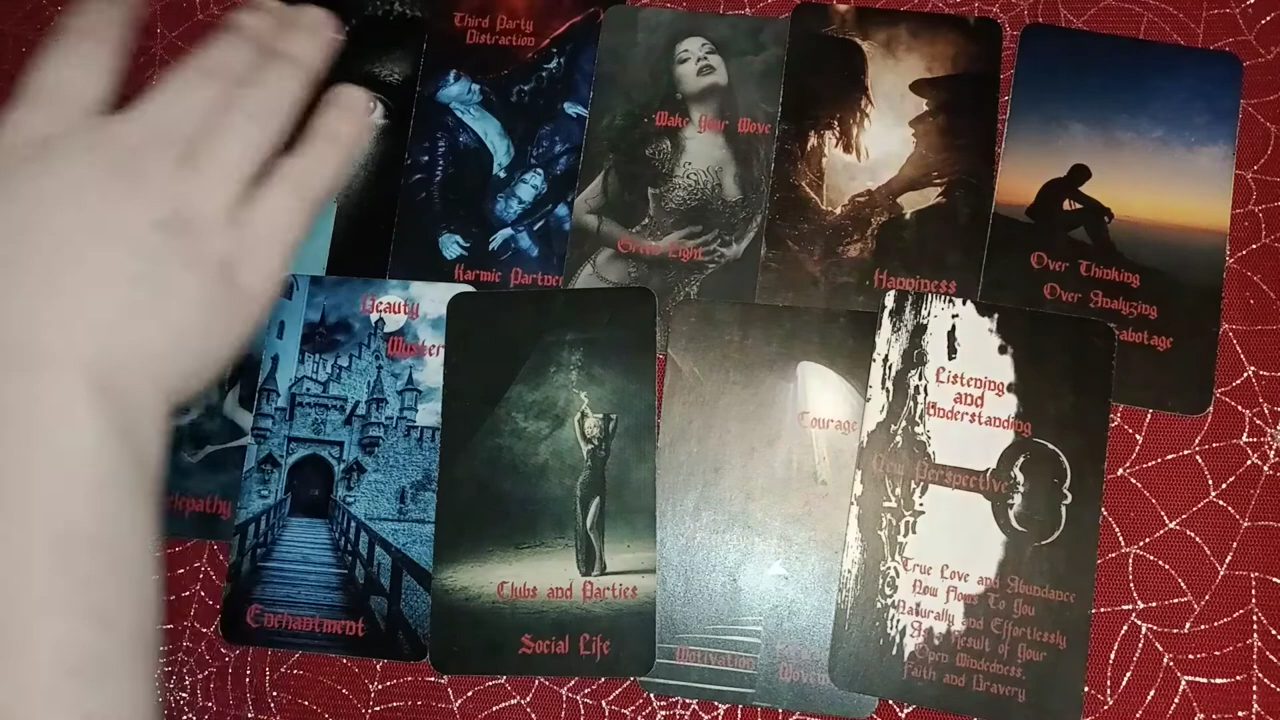 Third Party
Distraction
Karmic Partner
Make Your Move
Green Light
Happiness
Over Thinking
Over Analyzing
Sabotage
Telepathy
Beauty
Enchantment
Clubs and Parties
Social Life
Courage
Motivation
Listening
and
Understanding
New Perspective
True Love and Abundance
Now Flows To You
Naturally and Effortlessly
As a Result of Your
Open Mindedness,
Faith and Bravery